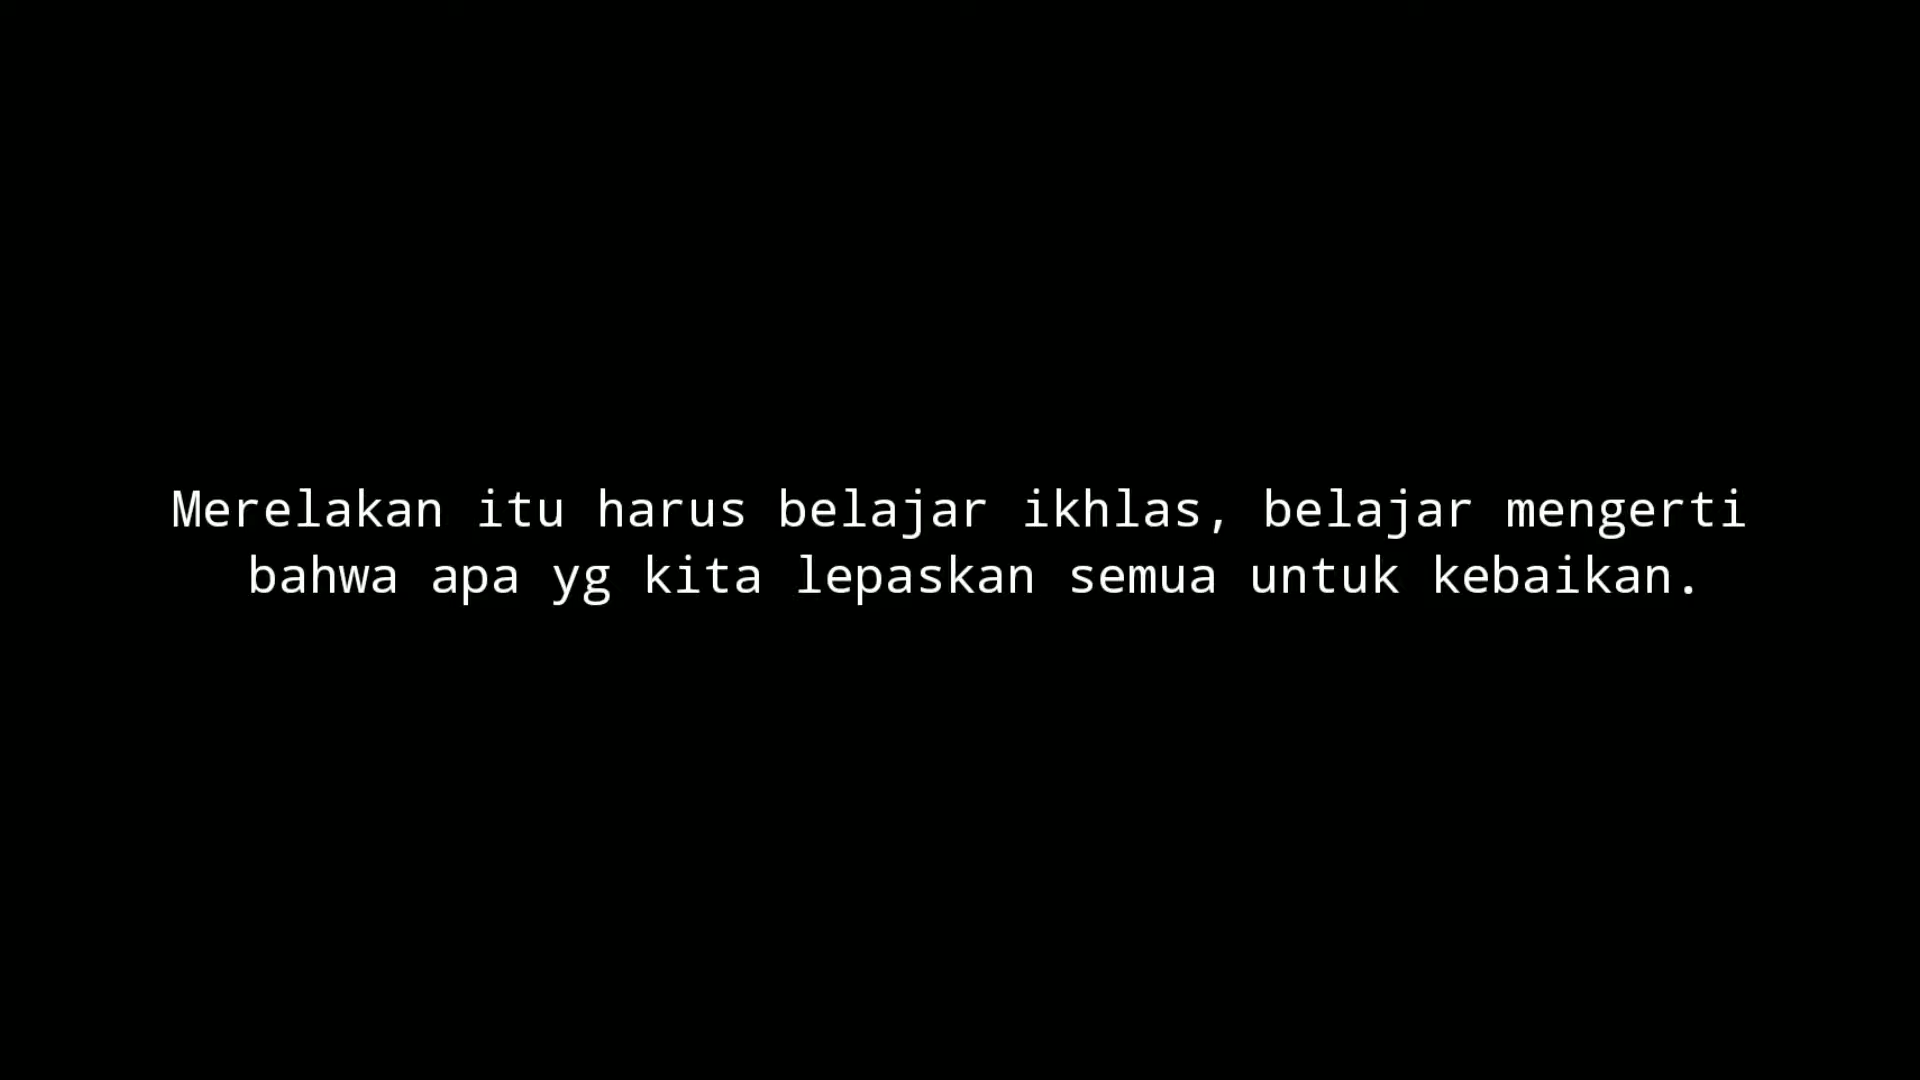 Merelakan itu harus belajar ikhlas, belajar mengerti
bahwa apa yg kita lepaskan semua untuk kebaikan.